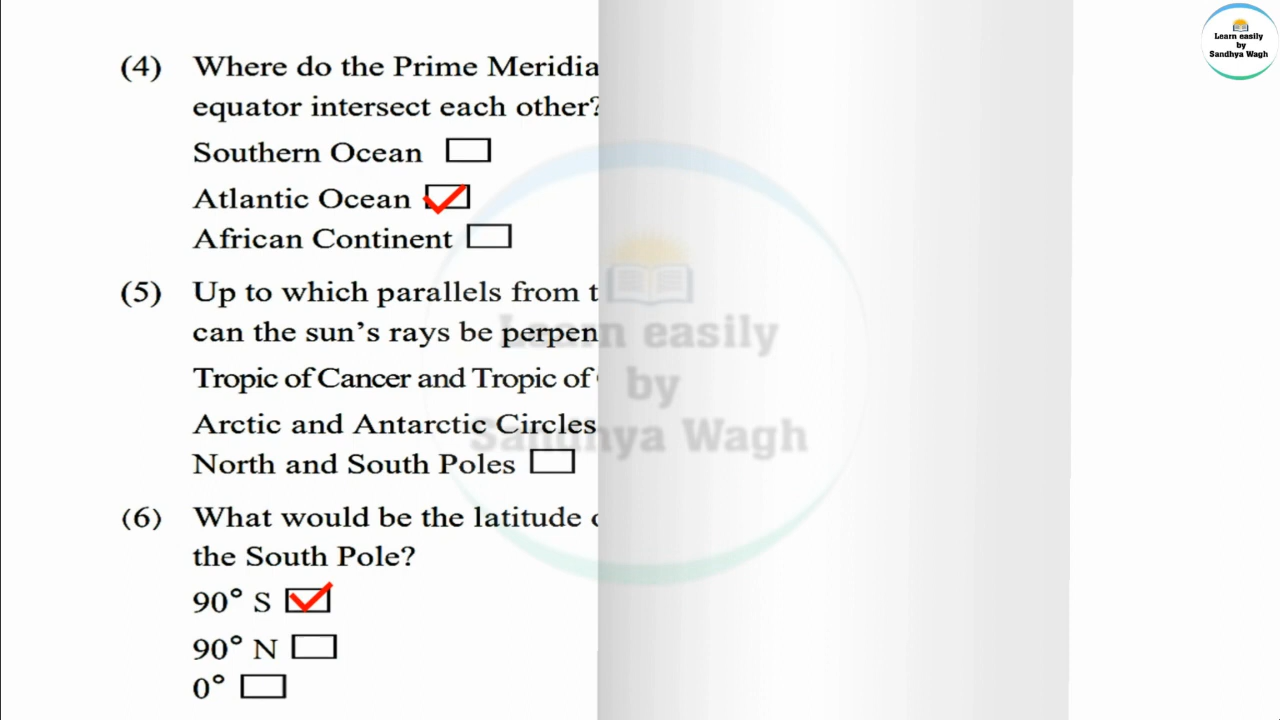 Learn easily
by
Sandhya Wagh
(4) Where do the Prime Meridia
equator intersect each other?
Southern Ocean
Atlantic Ocean
African Continent
(5) Up to which parallels from t
can the sun's rays be perpen
Tropic of Cancer and Tropic of
Arctic and Antarctic Circles
North and South Poles
(6) What would be the latitude
the South Pole?
90° S
90° N
0°
Learn easily
by
Sandhya Wagh